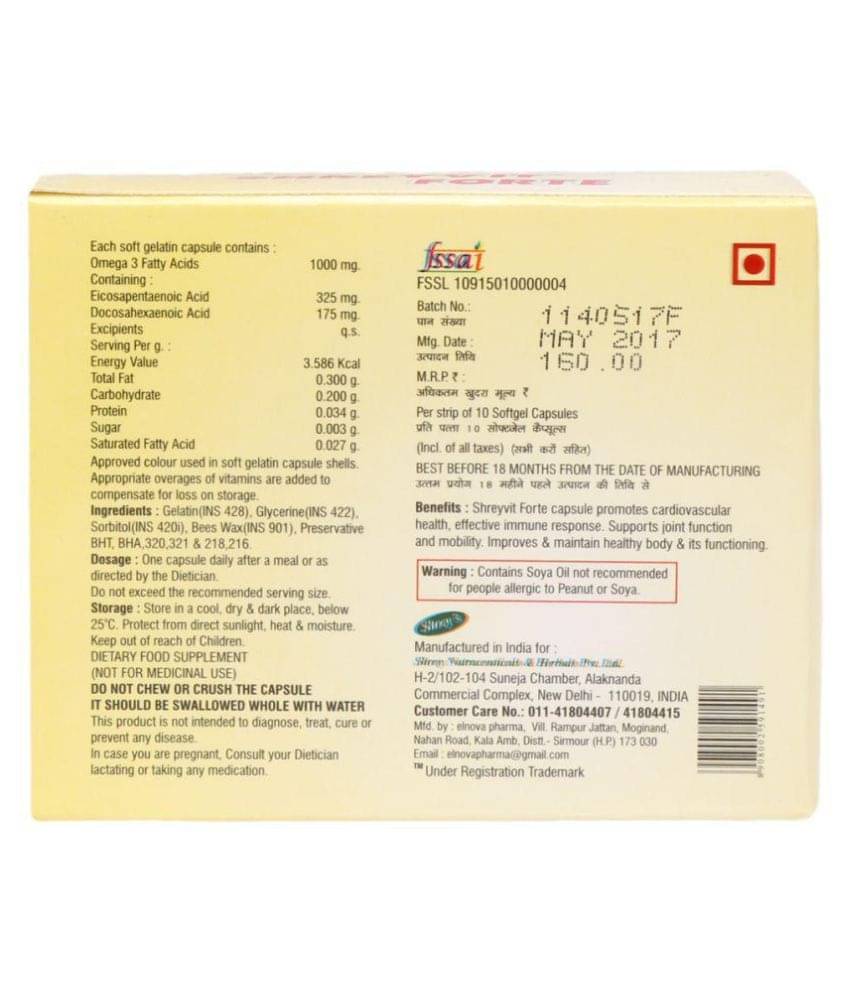 SHREYVIT
FORTE
Each soft gelatin capsule contains :
Omega 3 Fatty Acids 1000 mg.
Containing :
Eicosapentaenoic Acid 325 mg.
Docosahexaenoic Acid 175 mg.
Excipients q.s.
Serving Per g. :
Energy Value 3.586 Kcal
Total Fat 0.300 g.
Carbohydrate 0.200 g.
Protein 0.034 g.
Sugar 0.003 g.
Saturated Fatty Acid 0.027 g.
Approved colour used in soft gelatin capsule shells.
Appropriate overages of vitamins are added to
compensate for loss on storage.
Ingredients : Gelatin(INS 428), Glycerine(INS 422),
Sorbitol(INS 420i), Bees Wax(INS 901), Preservative
BHT, BHA,320,321 & 218,216.
Dosage : One capsule daily after a meal or as
directed by the Dietician.
Do not exceed the recommended serving size.
Storage : Store in a cool, dry & dark place, below
25°C. Protect from direct sunlight, heat & moisture.
Keep out of reach of Children.
DIETARY FOOD SUPPLEMENT
(NOT FOR MEDICINAL USE)
DO NOT CHEW OR CRUSH THE CAPSULE
IT SHOULD BE SWALLOWED WHOLE WITH WATER
This product is not intended to diagnose, treat, cure or
prevent any disease.
In case you are pregnant, Consult your Dietician
lactating or taking any medication.
fssai
FSSL 10915010000004
Batch No.: 1140517F
पान संख्या
Mfg. Date : MAY 2017
उत्पादन तिथि
M.R.P. ₹ : 160.00
अधिकतम खुदरा मूल्य ₹
Per strip of 10 Softgel Capsules
प्रति पत्ता 10 सोफ्टजेल कैप्सूल्स
(Incl. of all taxes) (सभी करों सहित)
BEST BEFORE 18 MONTHS FROM THE DATE OF MANUFACTURING
उत्तम प्रयोग 18 महीने पहले उत्पादन की तिथि से
Benefits : Shreyvit Forte capsule promotes cardiovascular
health, effective immune response. Supports joint function
and mobility. Improves & maintain healthy body & its functioning.
Warning : Contains Soya Oil not recommended
for people allergic to Peanut or Soya.
Shrey's
Manufactured in India for :
Shrey Nutraceuticals & Herbals Pvt. Ltd.
H-2/102-104 Suneja Chamber, Alaknanda
Commercial Complex, New Delhi - 110019, INDIA
Customer Care No.: 011-41804407 / 41804415
Mfd. by : elnova pharma, Vill. Rampur Jattan, Moginand,
Nahan Road, Kala Amb, Distt.- Sirmour (H.P.) 173 030
Email : elnovapharma@gmail.com
™Under Registration Trademark